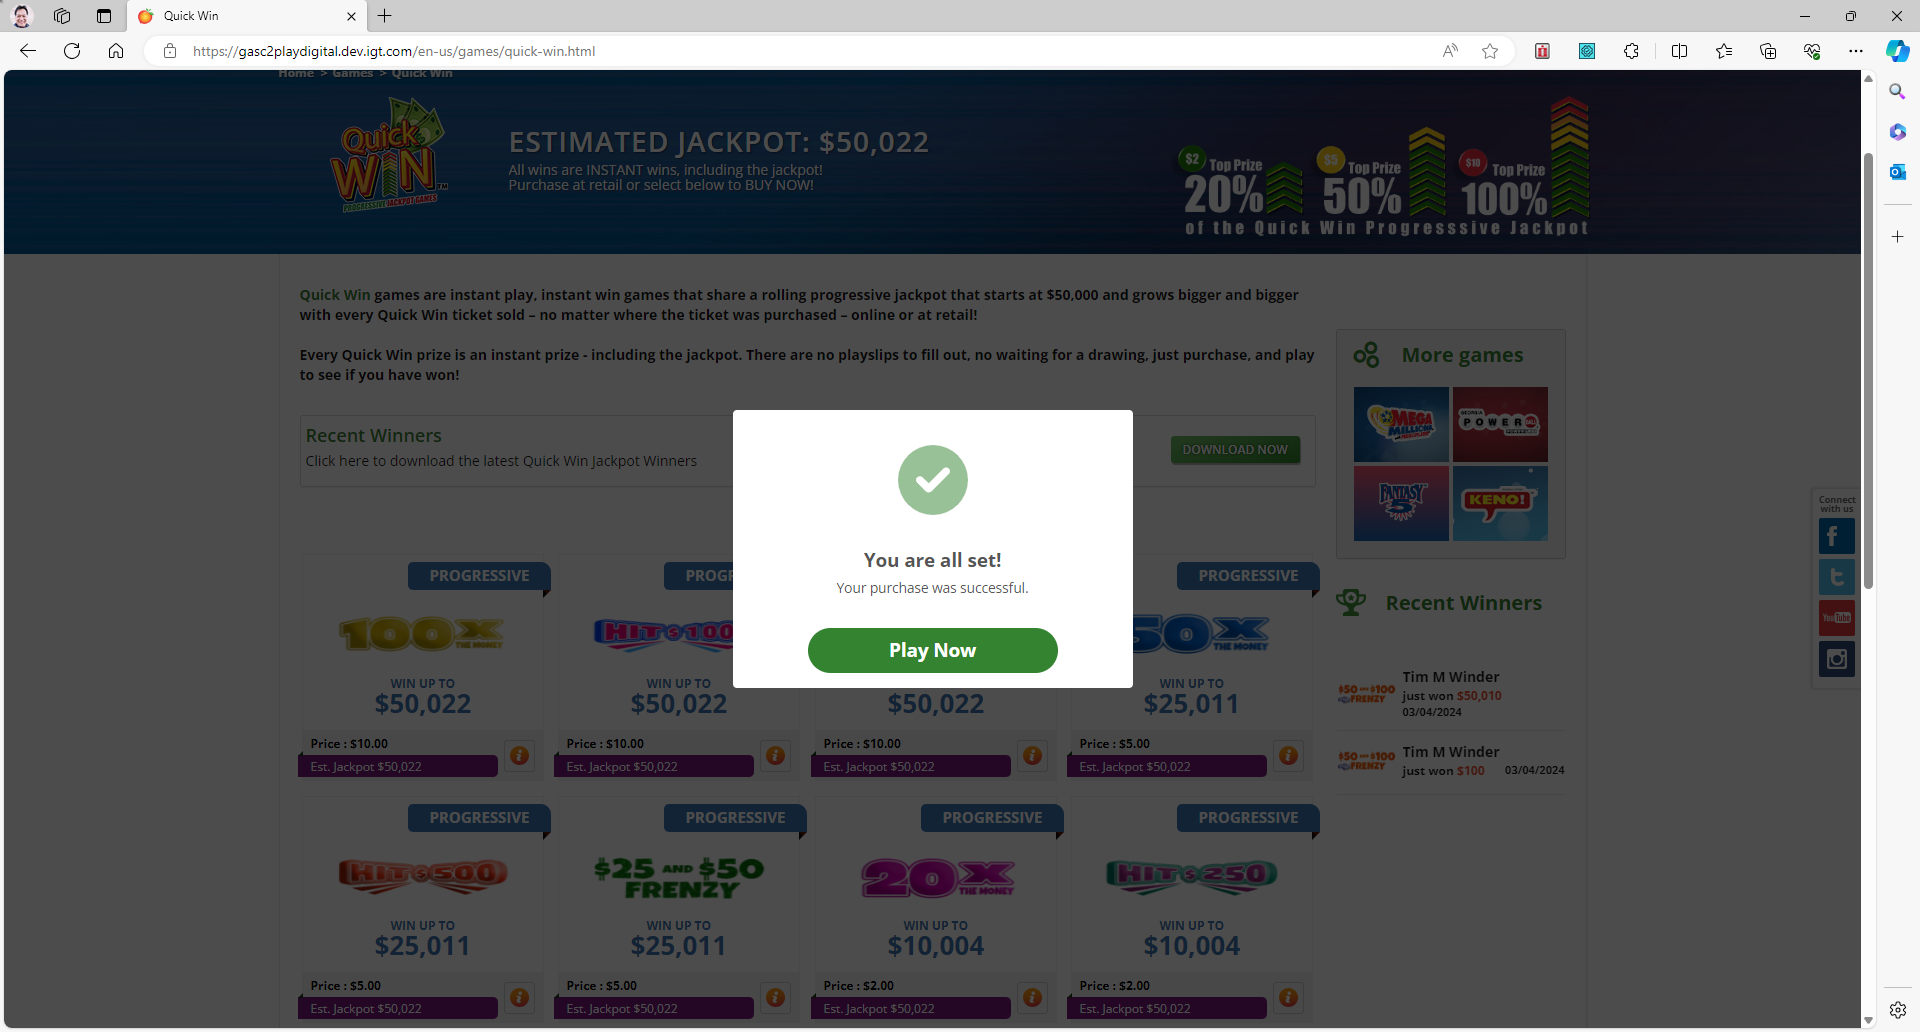 Quick Win
https://gasc2playdigital.dev.igt.com/en-us/games/quick-win.html
Home > Games > Quick Win
Quick WIN™
PROGRESSIVE JACKPOT GAMES
ESTIMATED JACKPOT: $50,022
All wins are INSTANT wins, including the jackpot!
Purchase at retail or select below to BUY NOW!
$2 Top Prize 20%
$5 Top Prize 50%
$10 Top Prize 100%
of the Quick Win Progresssive Jackpot
Quick Win games are instant play, instant win games that share a rolling progressive jackpot that starts at $50,000 and grows bigger and bigger
with every Quick Win ticket sold – no matter where the ticket was purchased – online or at retail!
Every Quick Win prize is an instant prize - including the jackpot. There are no playslips to fill out, no waiting for a drawing, just purchase, and play
to see if you have won!
Recent Winners
Click here to download the latest Quick Win Jackpot Winners
DOWNLOAD NOW
You are all set!
Your purchase was successful.
Play Now
PROGRESSIVE
100X
THE MONEY
WIN UP TO
$50,022
Price : $10.00
Est. Jackpot $50,022
HIT $ 100
WIN UP TO
$50,022
Price : $10.00
Est. Jackpot $50,022
$50,022
Price : $10.00
Est. Jackpot $50,022
PROGRESSIVE
50X
THE MONEY
WIN UP TO
$25,011
Price : $5.00
Est. Jackpot $50,022
PROGRESSIVE
HIT $ 500
WIN UP TO
$25,011
Price : $5.00
Est. Jackpot $50,022
PROGRESSIVE
$25 AND $50
FRENZY
WIN UP TO
$25,011
Price : $5.00
Est. Jackpot $50,022
PROGRESSIVE
20X
THE MONEY
WIN UP TO
$10,004
Price : $2.00
Est. Jackpot $50,022
PROGRESSIVE
HIT $ 250
WIN UP TO
$10,004
Price : $2.00
Est. Jackpot $50,022
More games
MEGA MILLIONS
POWERBALL
FANTASY 5
KENO!
Recent Winners
$50 AND $100
FRENZY
Tim M Winder
just won $50,010
03/04/2024
$50 AND $100
FRENZY
Tim M Winder
just won $100 03/04/2024
Connect
with us
YouTube